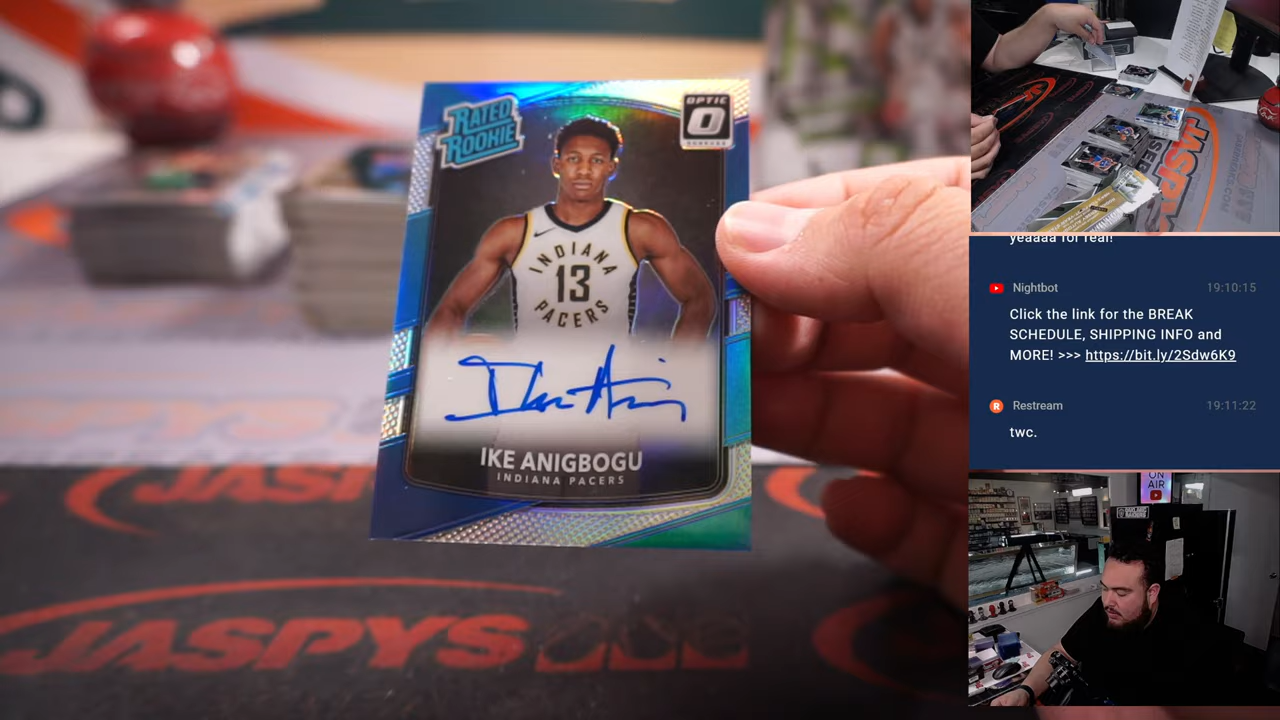 RATED
ROOKIE
OPTIC
DONRUSS
INDIANA
13
PACERS
IKE ANIGBOGU
INDIANA PACERS
JASPYS
JASPYS
JASPYS
yeaaaa for real!
Nightbot 19:10:15
Click the link for the BREAK
SCHEDULE, SHIPPING INFO and
MORE! >>> https://bit.ly/2Sdw6K9
Restream 19:11:22
twc.
ON
AIR